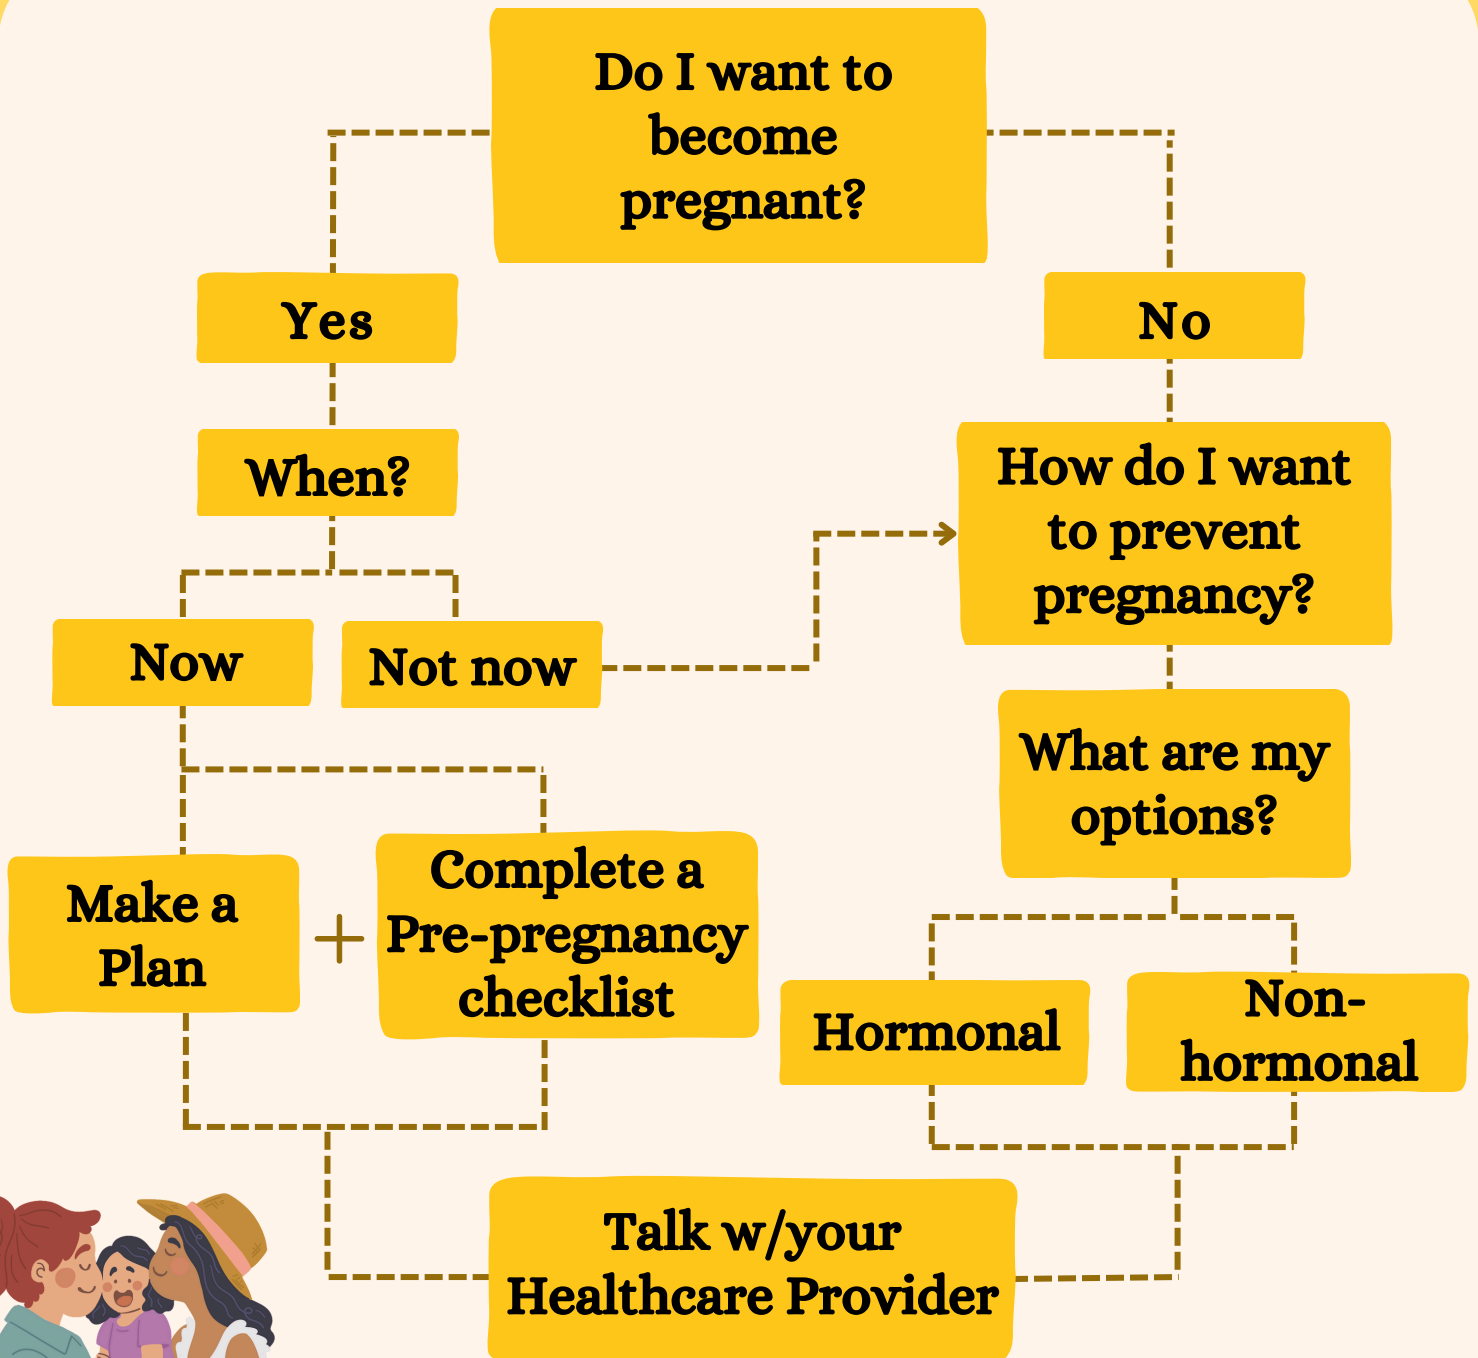 Do I want to
become
pregnant?
Yes
No
When?
How do I want
to prevent
pregnancy?
Now
Not now
What are my
options?
Make a
Plan
+
Complete a
Pre-pregnancy
checklist
Hormonal
Non-
hormonal
Talk w/your
Healthcare Provider